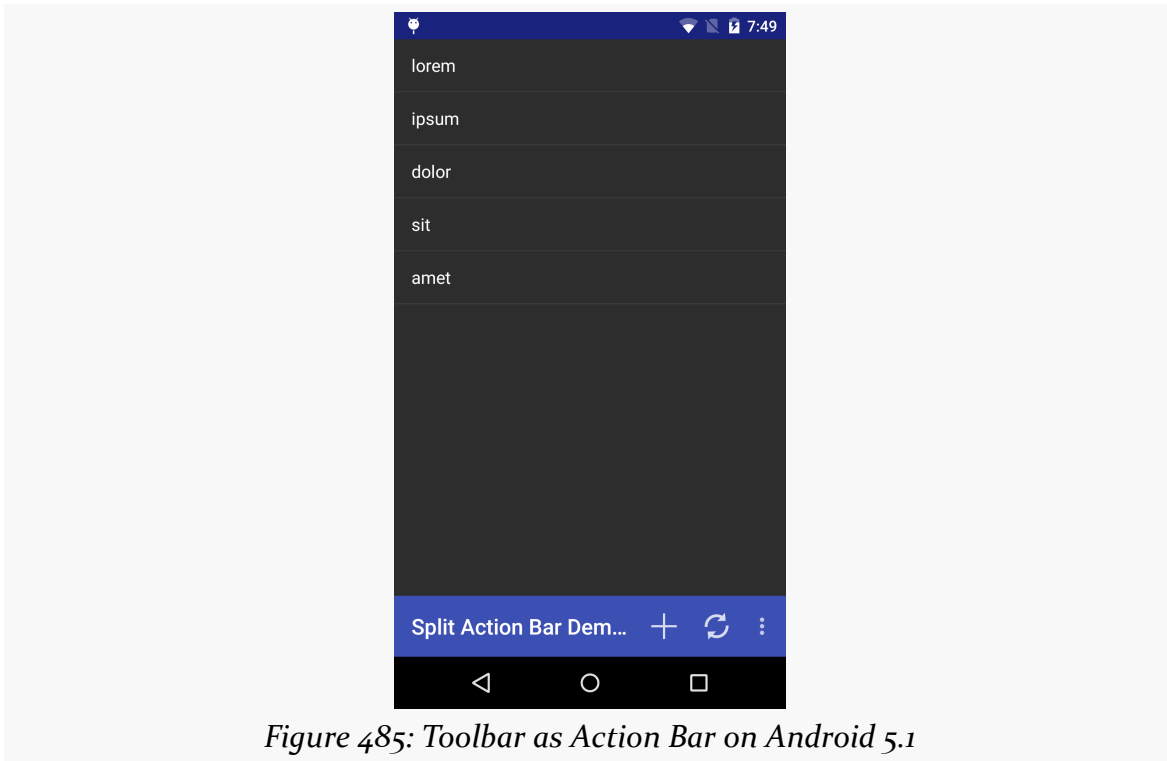 7:49
lorem
ipsum
dolor
sit
amet
Split Action Bar Dem...
Figure 485: Toolbar as Action Bar on Android 5.1